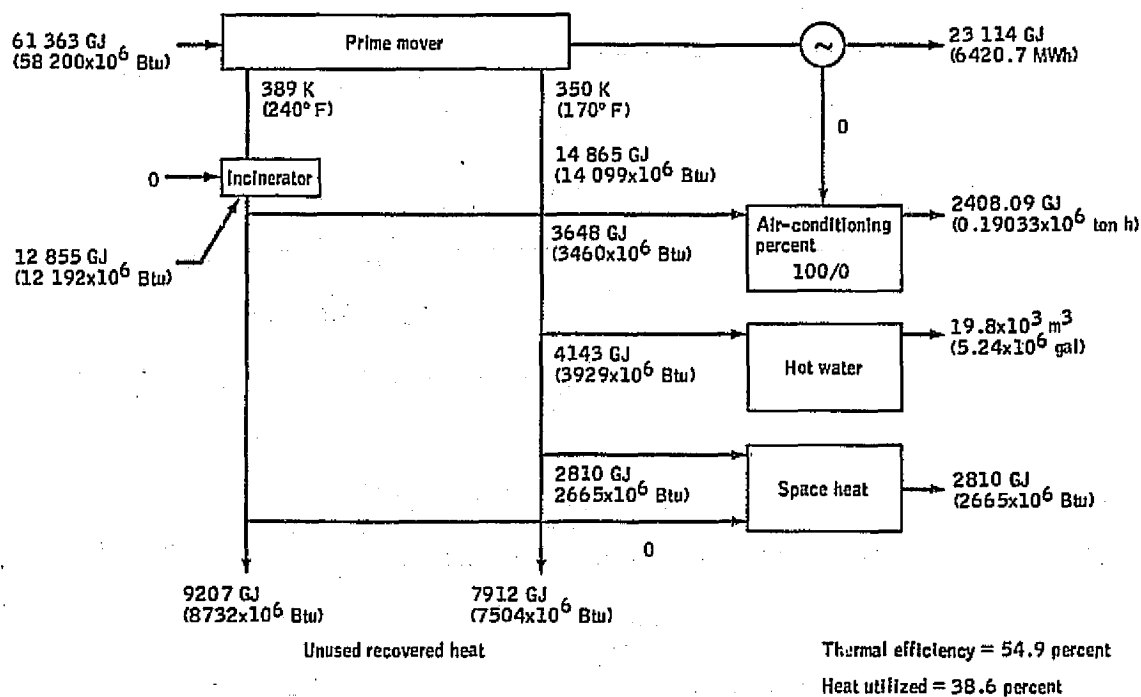 61 363 GJ
(58 200x10⁶ Btu)
Prime mover
~
23 114 GJ
(6420.7 MWh)
389 K
(240° F)
350 K
(170° F)
0
14 865 GJ
(14 099x10⁶ Btu)
0
Incinerator
12 855 GJ
(12 192x10⁶ Btu)
3648 GJ
(3460x10⁶ Btu)
Air-conditioning
percent
100/0
2408.09 GJ
(0.19033x10⁶ ton h)
4143 GJ
(3929x10⁶ Btu)
Hot water
19.8x10³ m³
(5.24x10⁶ gal)
2810 GJ
2665x10⁶ Btu)
Space heat
2810 GJ
(2665x10⁶ Btu)
0
9207 GJ
(8732x10⁶ Btu)
7912 GJ
(7504x10⁶ Btu)
Unused recovered heat
Thermal efficiency = 54.9 percent
Heat utilized = 38.6 percent